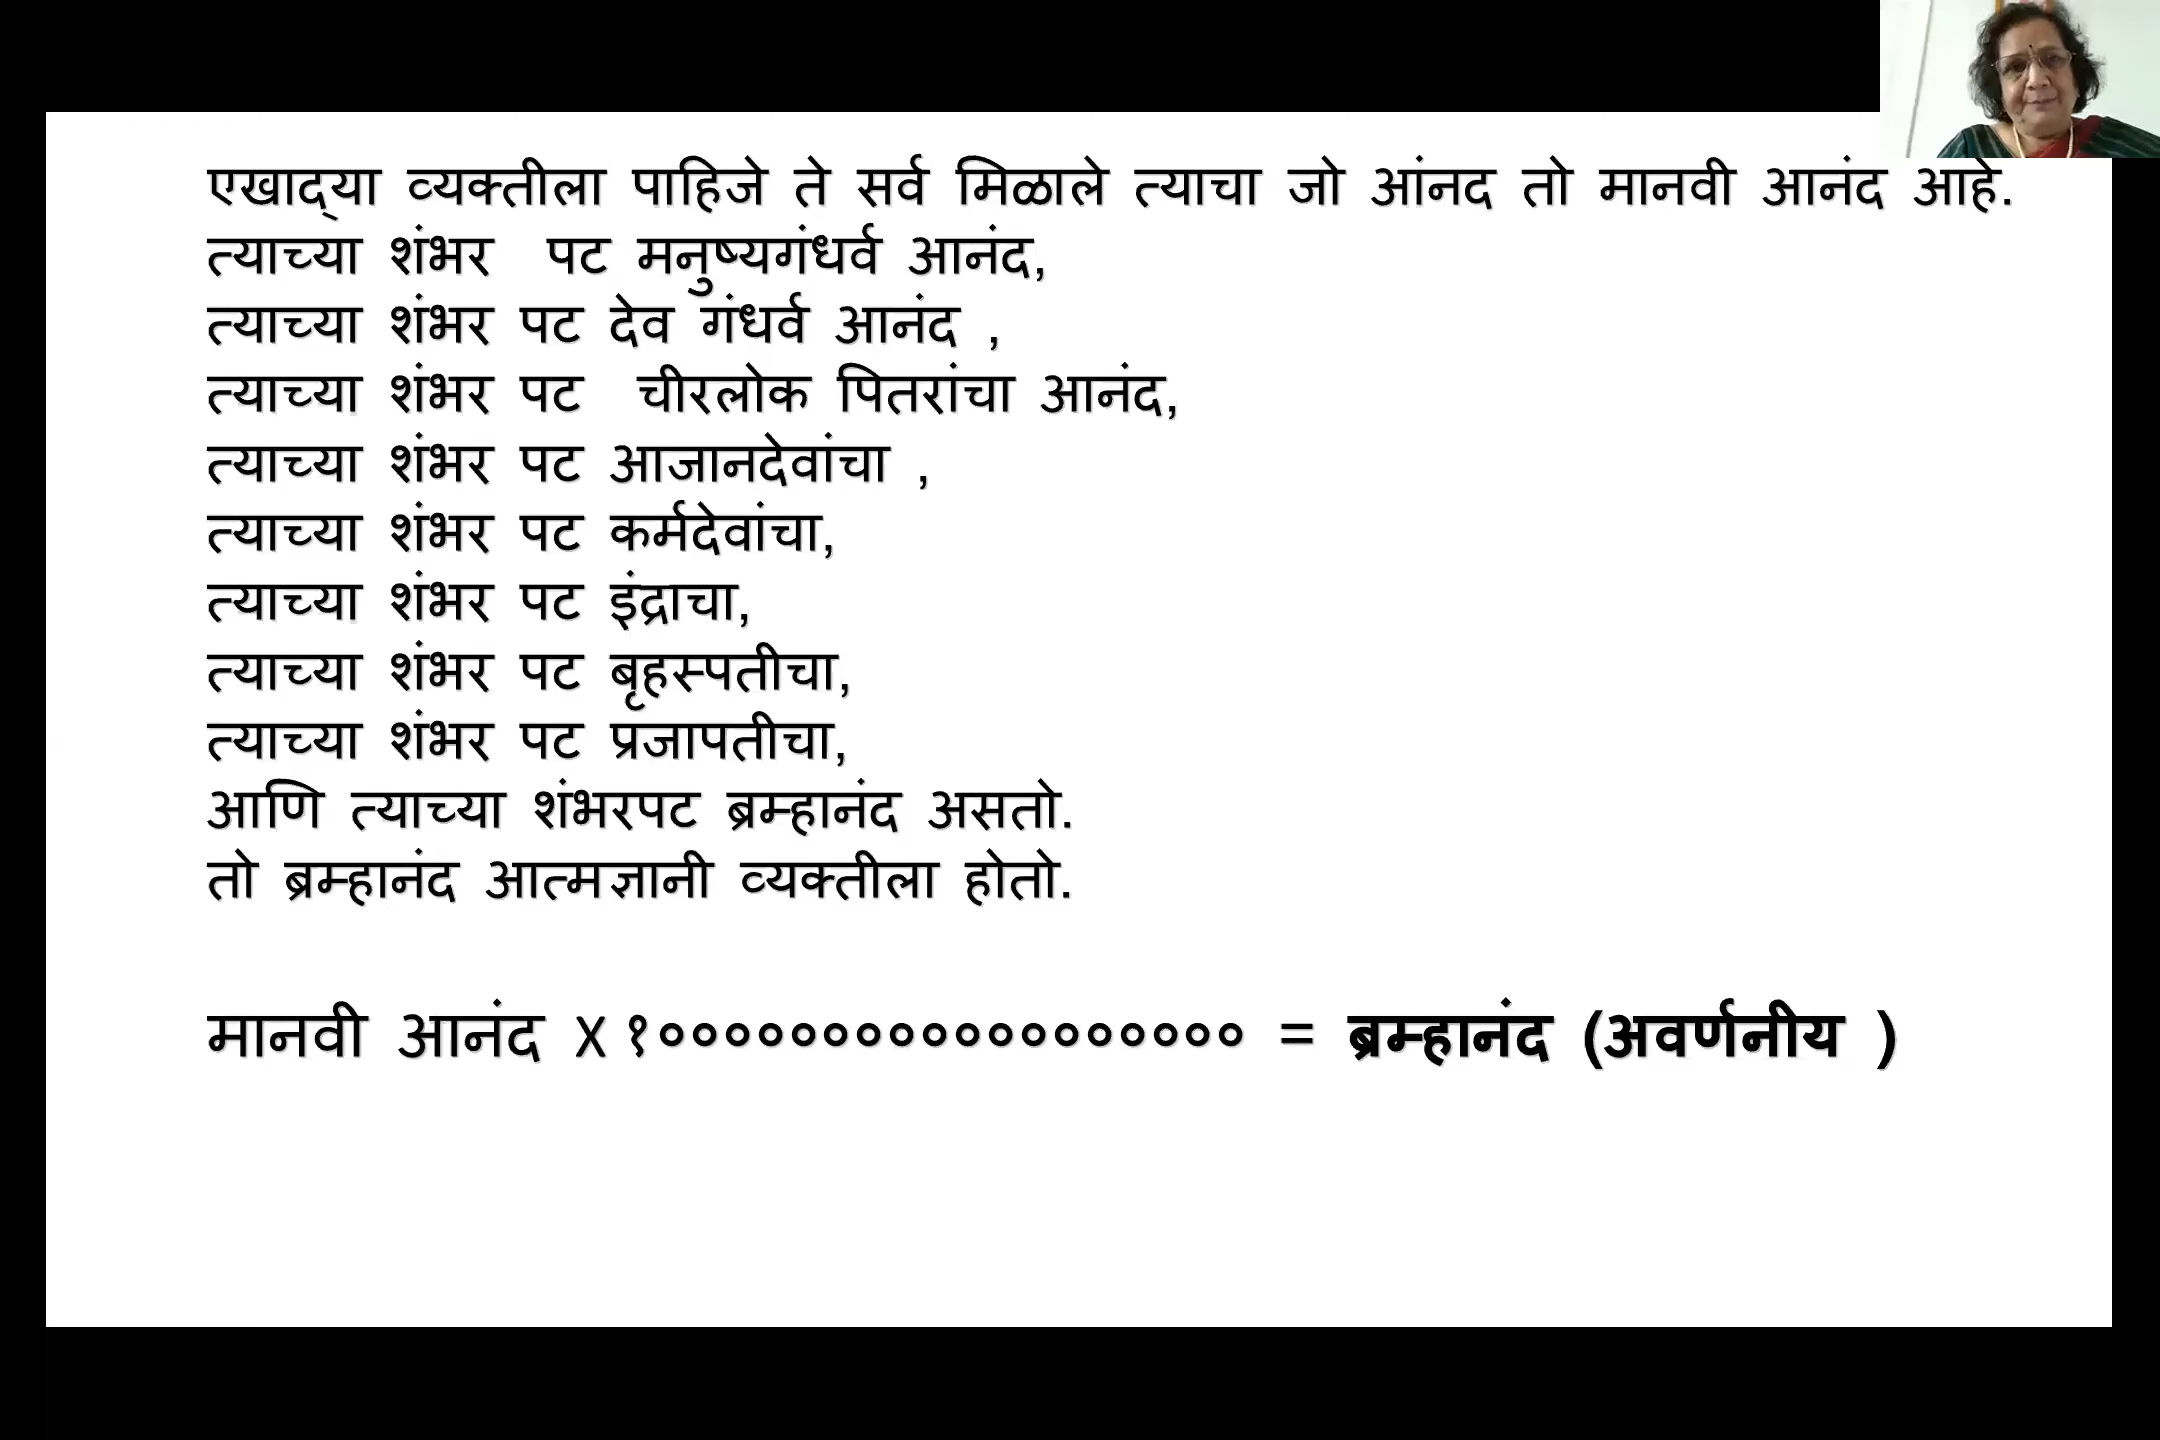 एखाद्‌या व्यक्तीला पाहिजे ते सर्व मिळाले त्याचा जो आंनद तो मानवी आनंद आहे.
त्याच्या शंभर पट मनुष्यगंधर्व आनंद,
त्याच्या शंभर पट देव गंधर्व आनंद ,
त्याच्या शंभर पट चीरलोक पितरांचा आनंद,
त्याच्या शंभर पट आजानदेवांचा ,
त्याच्या शंभर पट कर्मदेवांचा,
त्याच्या शंभर पट इंद्राचा,
त्याच्या शंभर पट बृहस्पतीचा,
त्याच्या शंभर पट प्रजापतीचा,
आणि त्याच्या शंभरपट ब्रम्हानंद असतो.
तो ब्रम्हानंद आत्मज्ञानी व्यक्तीला होतो.
मानवी आनंद X १०००००००००००००००००० = ब्रम्हानंद (अवर्णनीय )